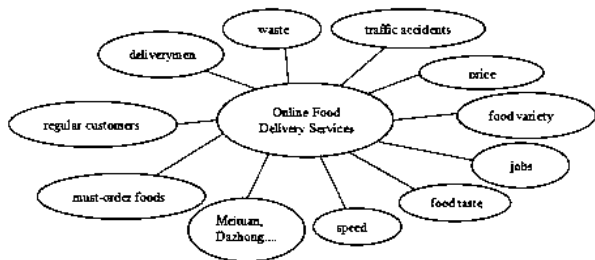 waste
traffic accidents
deliverymen
price
Online Food
Delivery Services
regular customers
food variety
jobs
must-order foods
food taste
Meituan,
Dazhong....
speed